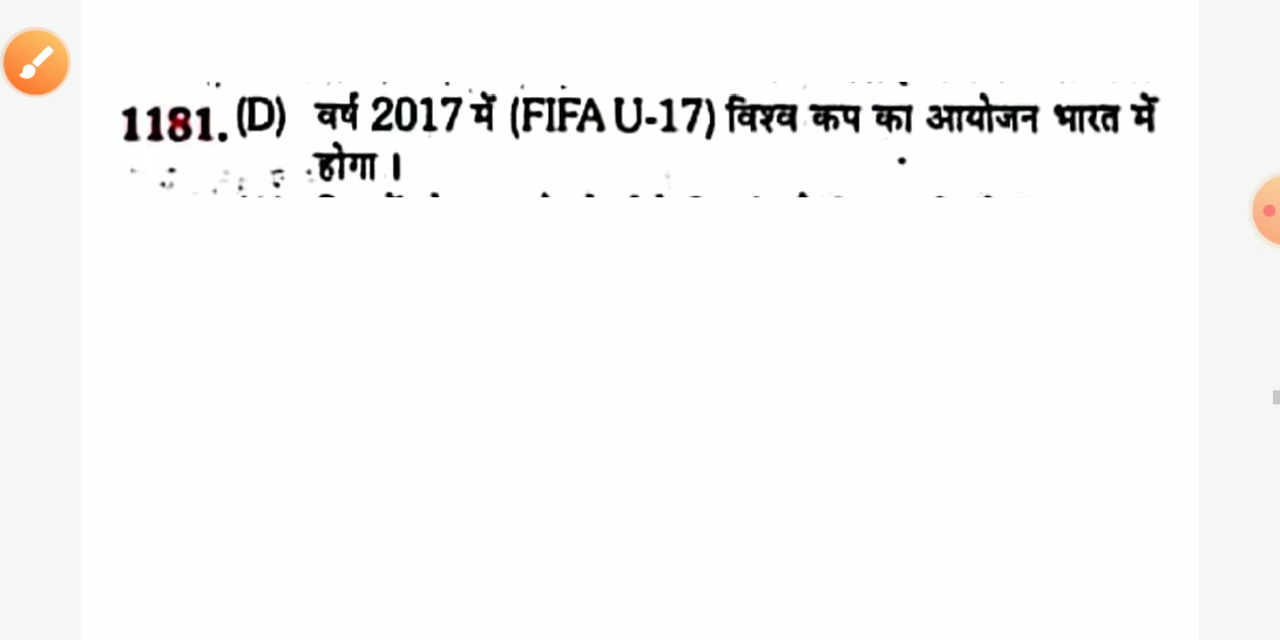 1181. (D) वर्ष 2017 में (FIFA U-17) विश्व कप का आयोजन भारत में
होगा ।